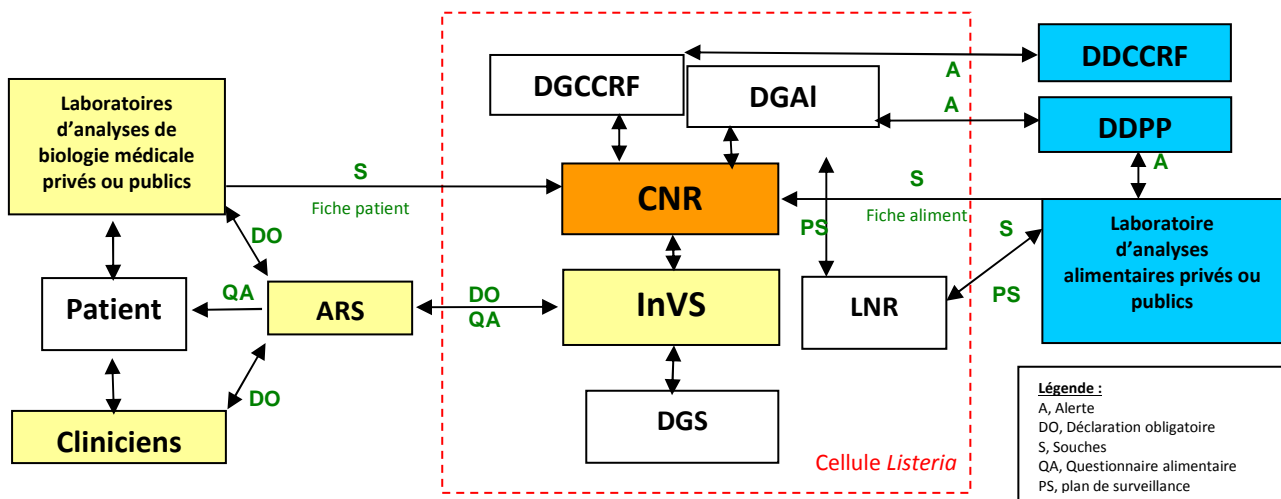 DGCCRF
DGAl
DDCCRF
A
A
DDPP
A
Laboratoires
d'analyses de
biologie médicale
privés ou publics
S
Fiche patient
CNR
S
Fiche aliment
PS
S
PS
Laboratoire
d'analyses
alimentaires privés ou
publics
DO
Patient
QA
ARS
DO
QA
InVS
LNR
DO
Cliniciens
DGS
Cellule Listeria
Légende :
A, Alerte
DO, Déclaration obligatoire
S, Souches
QA, Questionnaire alimentaire
PS, plan de surveillance